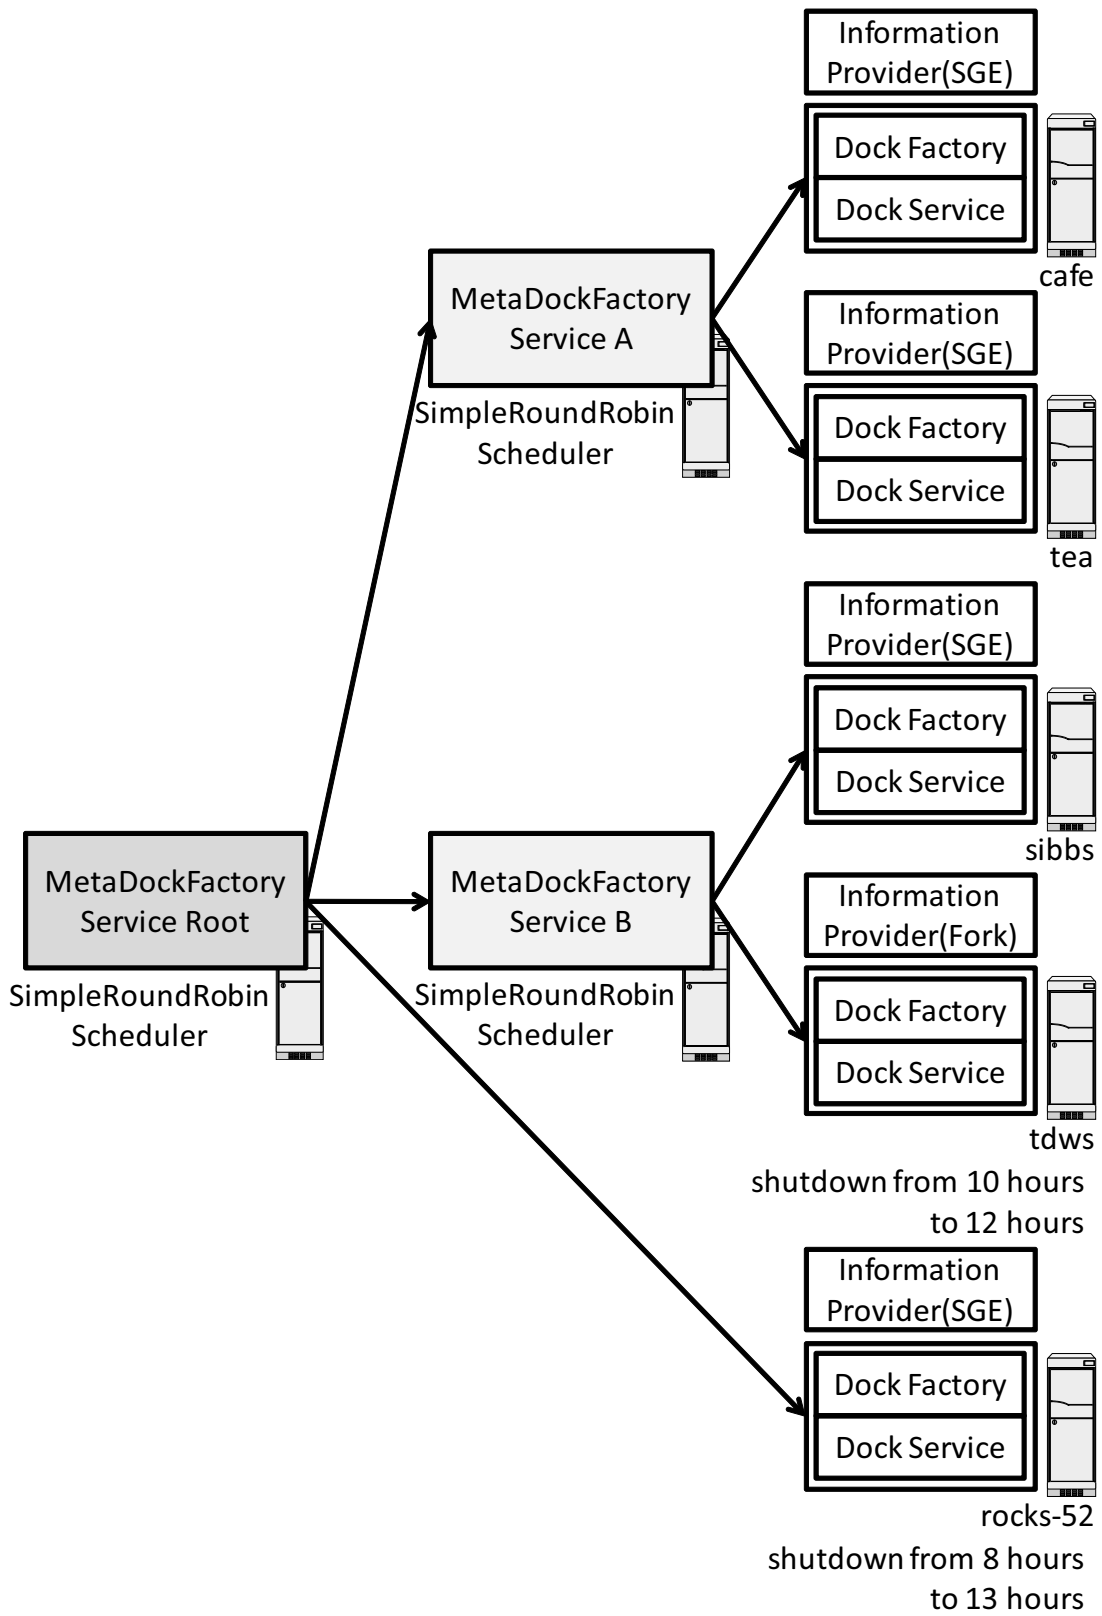 Information
Provider(SGE)
Dock Factory
Dock Service
cafe
MetaDockFactory
Service A
SimpleRoundRobin
Scheduler
Information
Provider(SGE)
Dock Factory
Dock Service
tea
Information
Provider(SGE)
Dock Factory
Dock Service
sibbs
MetaDockFactory
Service Root
SimpleRoundRobin
Scheduler
MetaDockFactory
Service B
SimpleRoundRobin
Scheduler
Information
Provider(Fork)
Dock Factory
Dock Service
tdws
shutdown from 10 hours
to 12 hours
Information
Provider(SGE)
Dock Factory
Dock Service
rocks-52
shutdown from 8 hours
to 13 hours